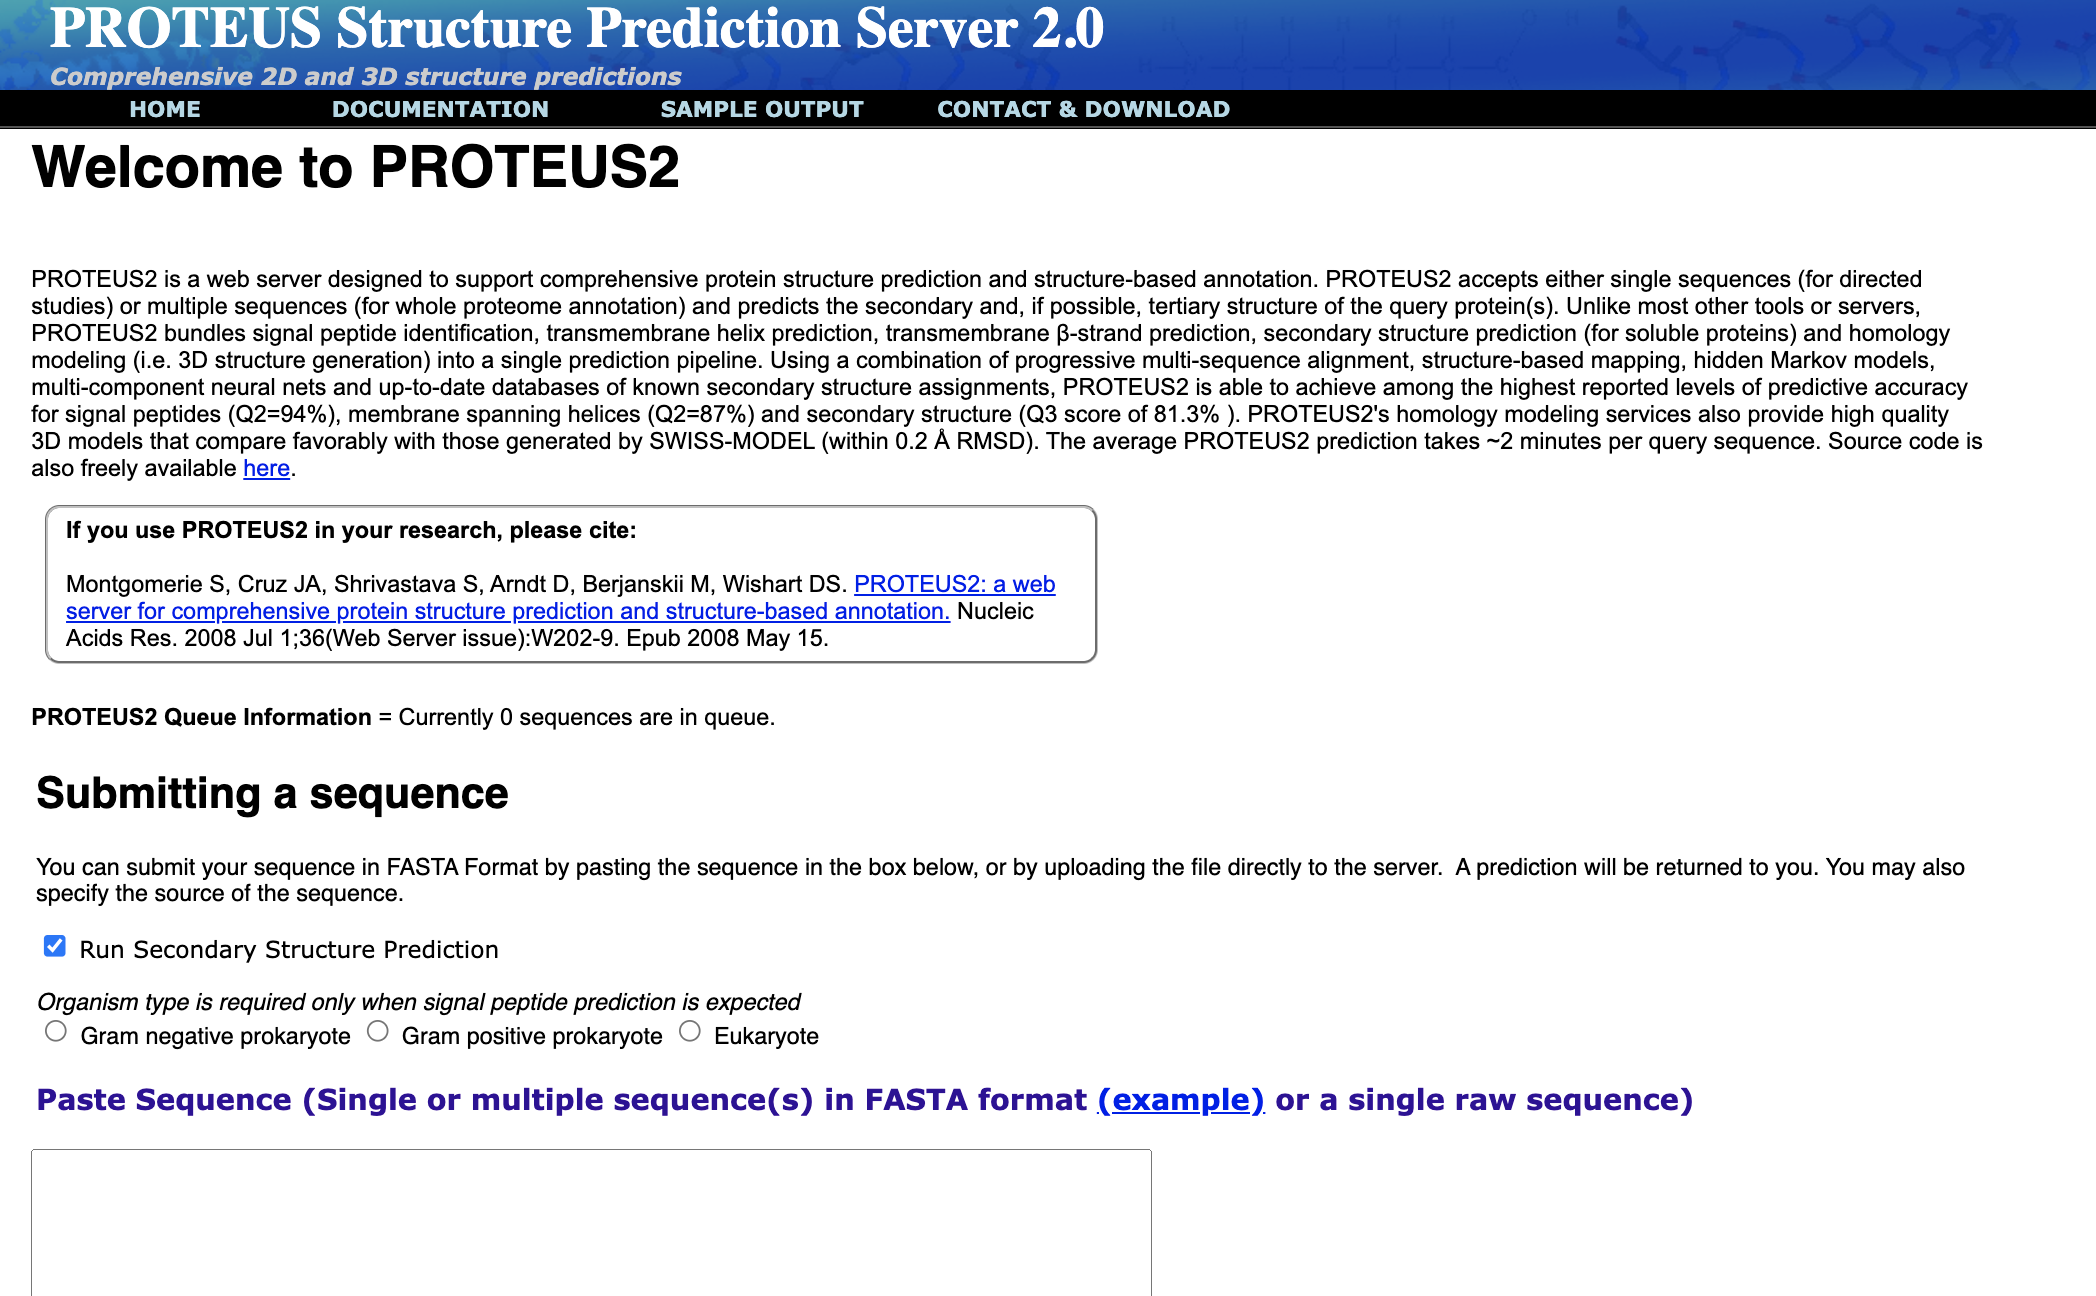 PROTEUS Structure Prediction Server 2.0
Comprehensive 2D and 3D structure predictions
HOME DOCUMENTATION SAMPLE OUTPUT CONTACT & DOWNLOAD
Welcome to PROTEUS2
PROTEUS2 is a web server designed to support comprehensive protein structure prediction and structure-based annotation. PROTEUS2 accepts either single sequences (for directed
studies) or multiple sequences (for whole proteome annotation) and predicts the secondary and, if possible, tertiary structure of the query protein(s). Unlike most other tools or servers,
PROTEUS2 bundles signal peptide identification, transmembrane helix prediction, transmembrane β-strand prediction, secondary structure prediction (for soluble proteins) and homology
modeling (i.e. 3D structure generation) into a single prediction pipeline. Using a combination of progressive multi-sequence alignment, structure-based mapping, hidden Markov models,
multi-component neural nets and up-to-date databases of known secondary structure assignments, PROTEUS2 is able to achieve among the highest reported levels of predictive accuracy
for signal peptides (Q2=94%), membrane spanning helices (Q2=87%) and secondary structure (Q3 score of 81.3% ). PROTEUS2's homology modeling services also provide high quality
3D models that compare favorably with those generated by SWISS-MODEL (within 0.2 Å RMSD). The average PROTEUS2 prediction takes ~2 minutes per query sequence. Source code is
also freely available here.
If you use PROTEUS2 in your research, please cite:
Montgomerie S, Cruz JA, Shrivastava S, Arndt D, Berjanskii M, Wishart DS. PROTEUS2: a web
server for comprehensive protein structure prediction and structure-based annotation. Nucleic
Acids Res. 2008 Jul 1;36(Web Server issue):W202-9. Epub 2008 May 15.
PROTEUS2 Queue Information = Currently 0 sequences are in queue.
Submitting a sequence
You can submit your sequence in FASTA Format by pasting the sequence in the box below, or by uploading the file directly to the server. A prediction will be returned to you. You may also
specify the source of the sequence.
Run Secondary Structure Prediction
Organism type is required only when signal peptide prediction is expected
Gram negative prokaryote Gram positive prokaryote Eukaryote
Paste Sequence (Single or multiple sequence(s) in FASTA format (example) or a single raw sequence)